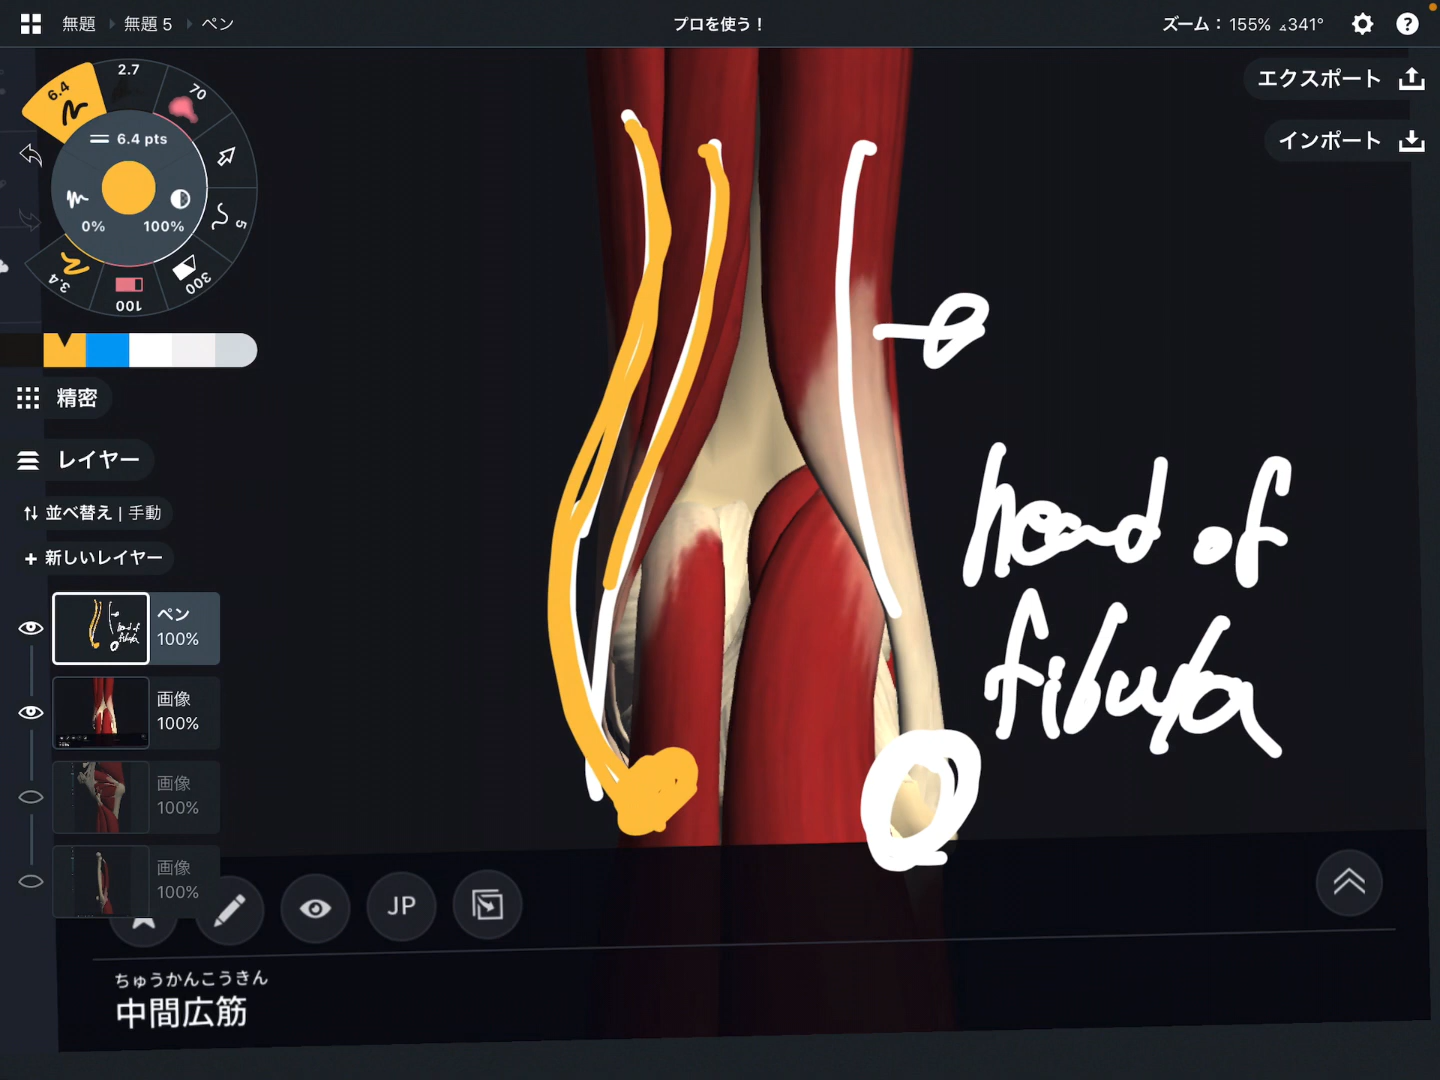 無題 無題 5 ペン
プロを使う！
ズーム： 155% ⊿341°
エクスポート
インポート
6.4
2.7
70
5
300
100
3.4
6.4 pts
0%
100%
精密
レイヤー
並べ替え | 手動
+ 新しいレイヤー
ペン
100%
画像
100%
画像
100%
画像
100%
head of
fibula
JP
ちゅうかんこうきん
中間広筋